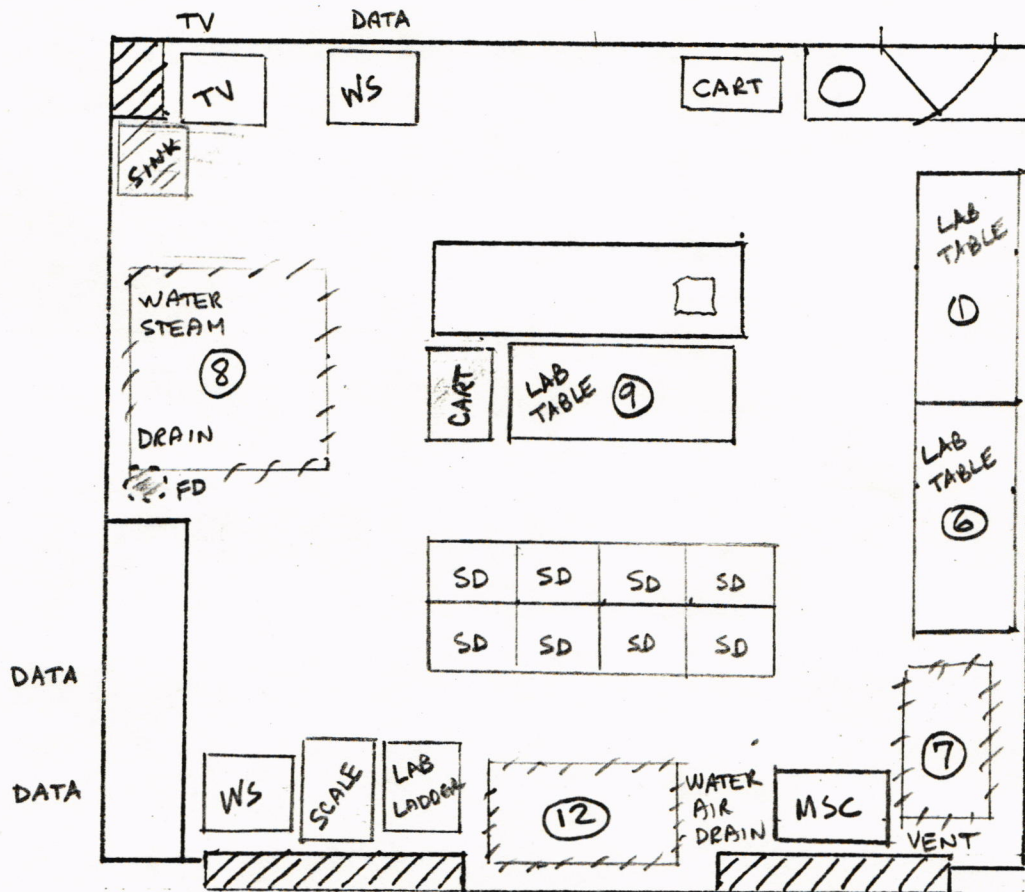 TV
DATA
TV
WS
CART
SINK
LAB
TABLE
1
WATER
STEAM
8
DRAIN
FD
CART
LAB
TABLE
9
LAB
TABLE
6
SD SD SD SD
SD SD SD SD
DATA
DATA
WS
SCALE
LAB
LADDER
12
WATER
AIR
DRAIN
MSC
7
VENT